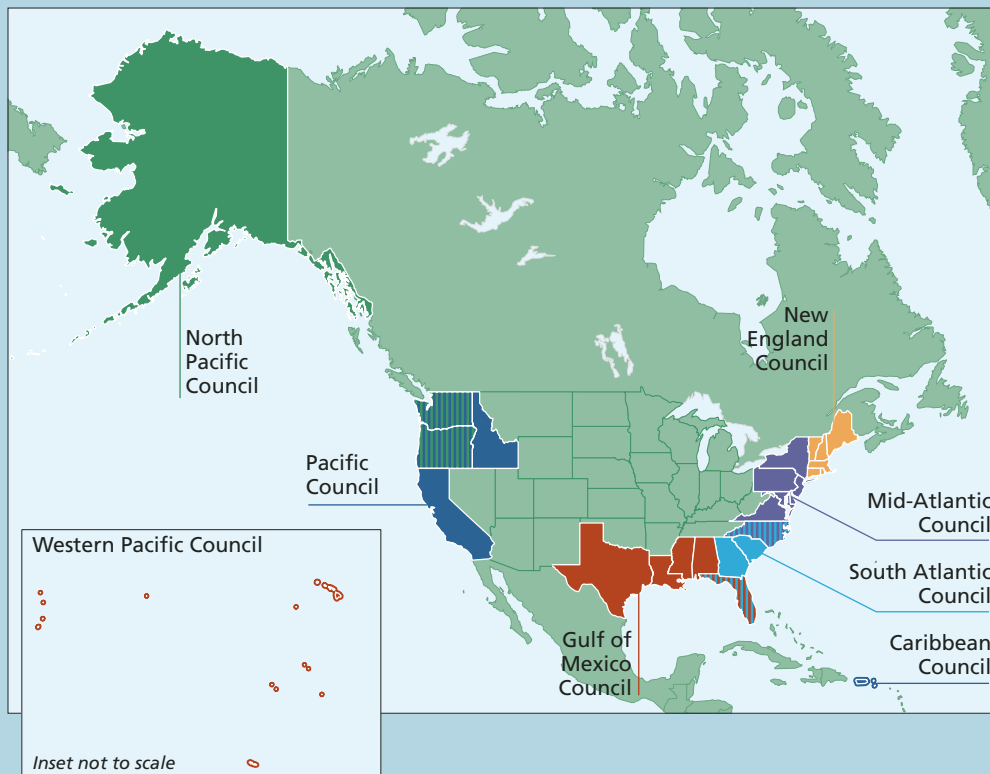 North
Pacific
Council
New
England
Council
Pacific
Council
Mid-Atlantic
Council
Western Pacific Council
South Atlantic
Council
Gulf of
Mexico
Council
Caribbean
Council
Inset not to scale